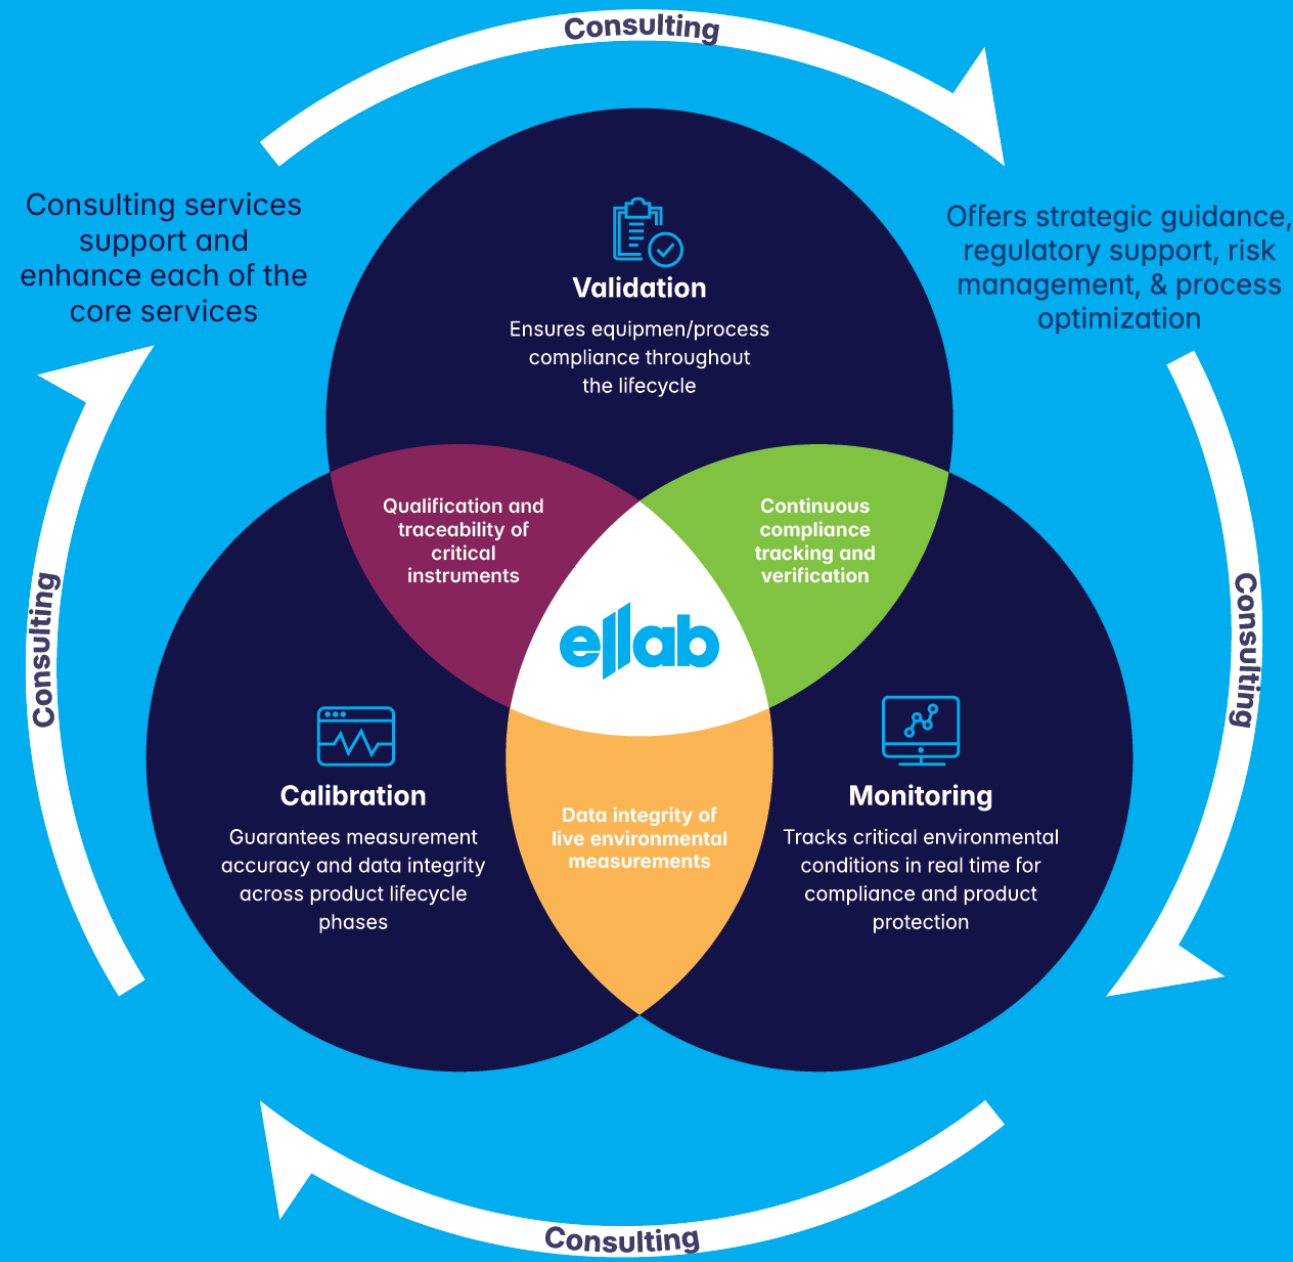 Consulting
Consulting services
support and
enhance each of the
core services
Offers strategic guidance,
regulatory support, risk
management, & process
optimization
Validation
Ensures equipmen/process
compliance throughout
the lifecycle
Qualification and
traceability of
critical
instruments
Continuous
compliance
tracking and
verification
ellab
Consulting
Consulting
Calibration
Guarantees measurement
accuracy and data integrity
across product lifecycle
phases
Data integrity of
live environmental
measurements
Monitoring
Tracks critical environmental
conditions in real time for
compliance and product
protection
Consulting